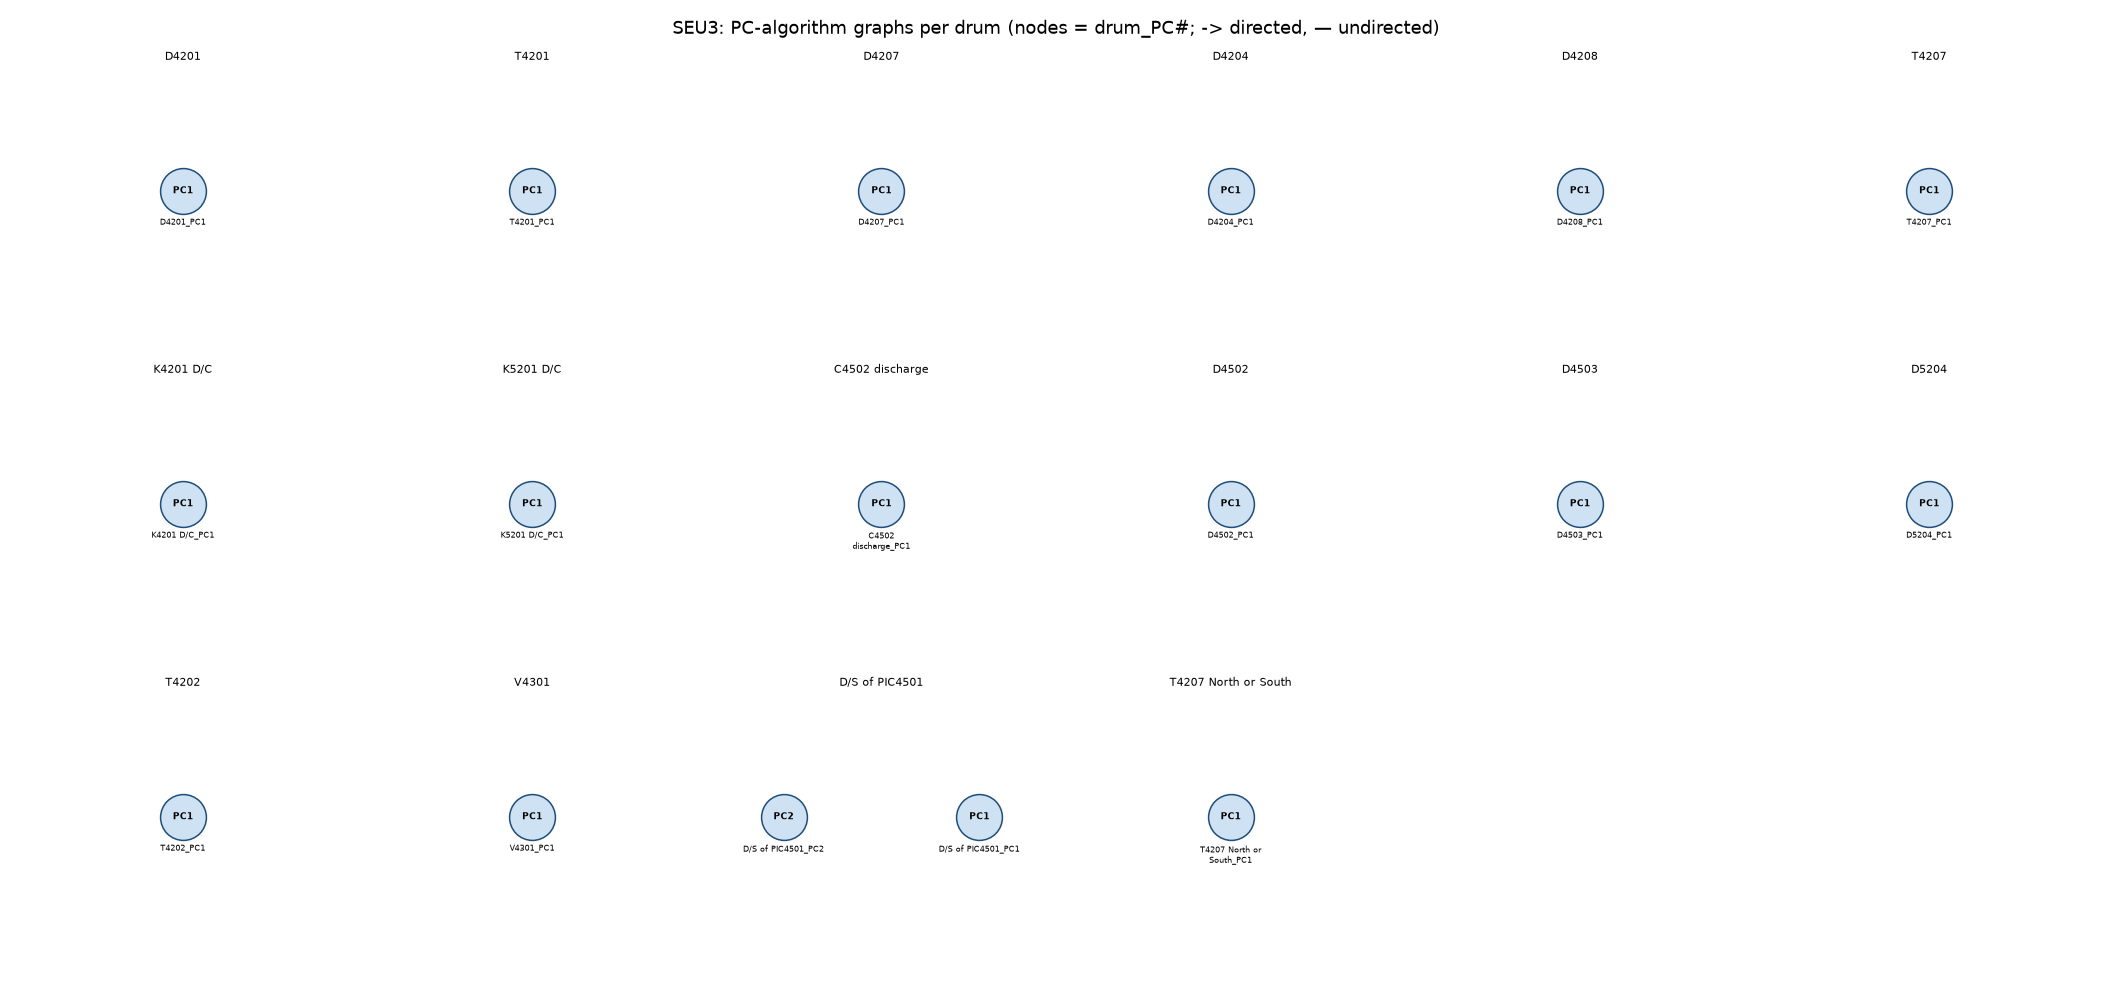 SEU3: PC-algorithm graphs per drum (nodes = drum_PC#; -> directed, — undirected)
D4201
T4201
D4207
D4204
D4208
T4207
PC1
PC1
PC1
PC1
PC1
PC1
D4201_PC1
T4201_PC1
D4207_PC1
D4204_PC1
D4208_PC1
T4207_PC1
K4201 D/C
K5201 D/C
C4502 discharge
D4502
D4503
D5204
PC1
PC1
PC1
PC1
PC1
PC1
K4201 D/C_PC1
K5201 D/C_PC1
C4502
discharge_PC1
D4502_PC1
D4503_PC1
D5204_PC1
T4202
V4301
D/S of PIC4501
T4207 North or South
PC1
PC1
PC2
PC1
PC1
T4202_PC1
V4301_PC1
D/S of PIC4501_PC2
D/S of PIC4501_PC1
T4207 North or
South_PC1